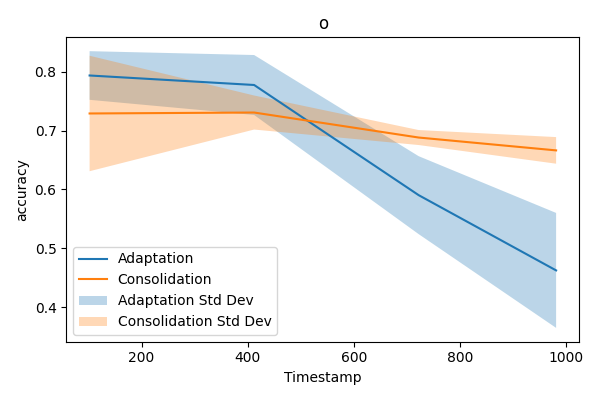 o
accuracy
0.8
0.7
0.6
0.5
0.4
Adaptation
Consolidation
Adaptation Std Dev
Consolidation Std Dev
200 400 600 800 1000
Timestamp